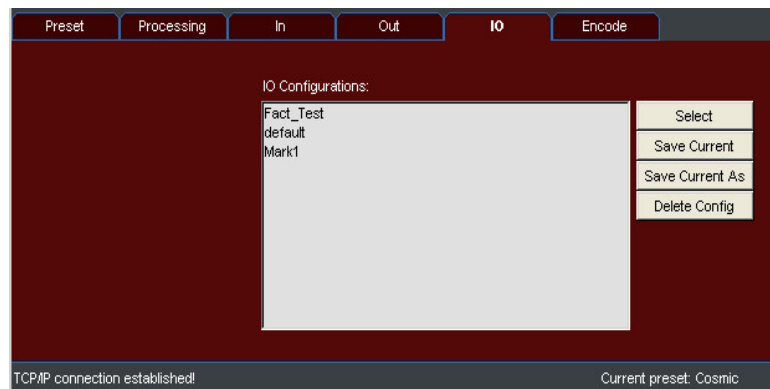 Preset Processing In Out IO Encode
IO Configurations:
Fact_Test
default
Mark1
Select
Save Current
Save Current As
Delete Config
TCP/IP connection established! Current preset: Cosmic